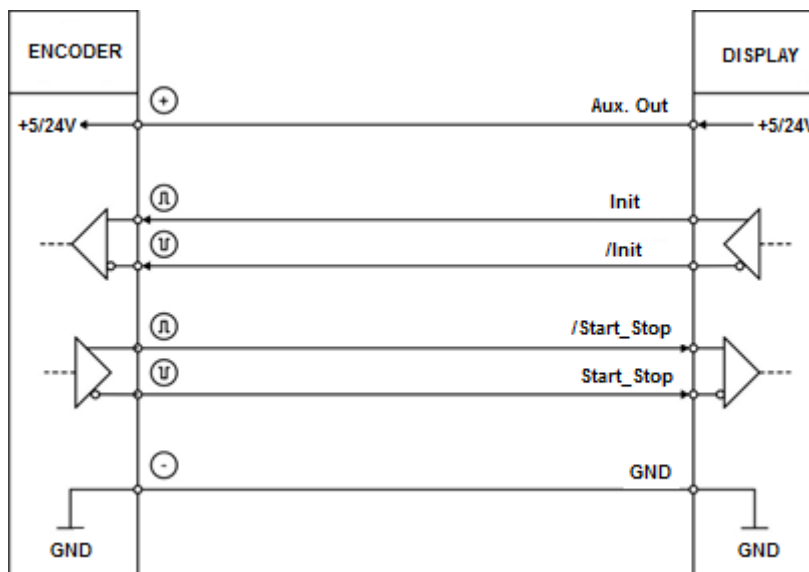 ENCODER
DISPLAY
+
Aux. Out
+5/24V
+5/24V
Init
/Init
/Start_Stop
Start_Stop
-
GND
GND
GND